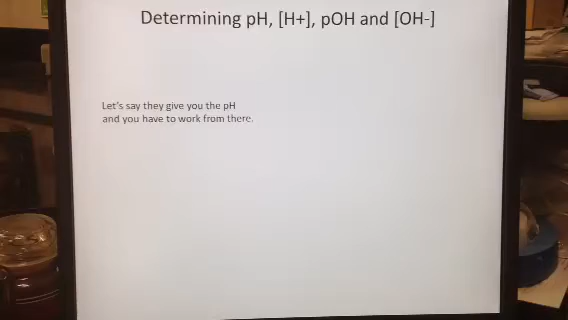 Determining pH, [H+], pOH and [OH-]
Let's say they give you the pH
and you have to work from there.